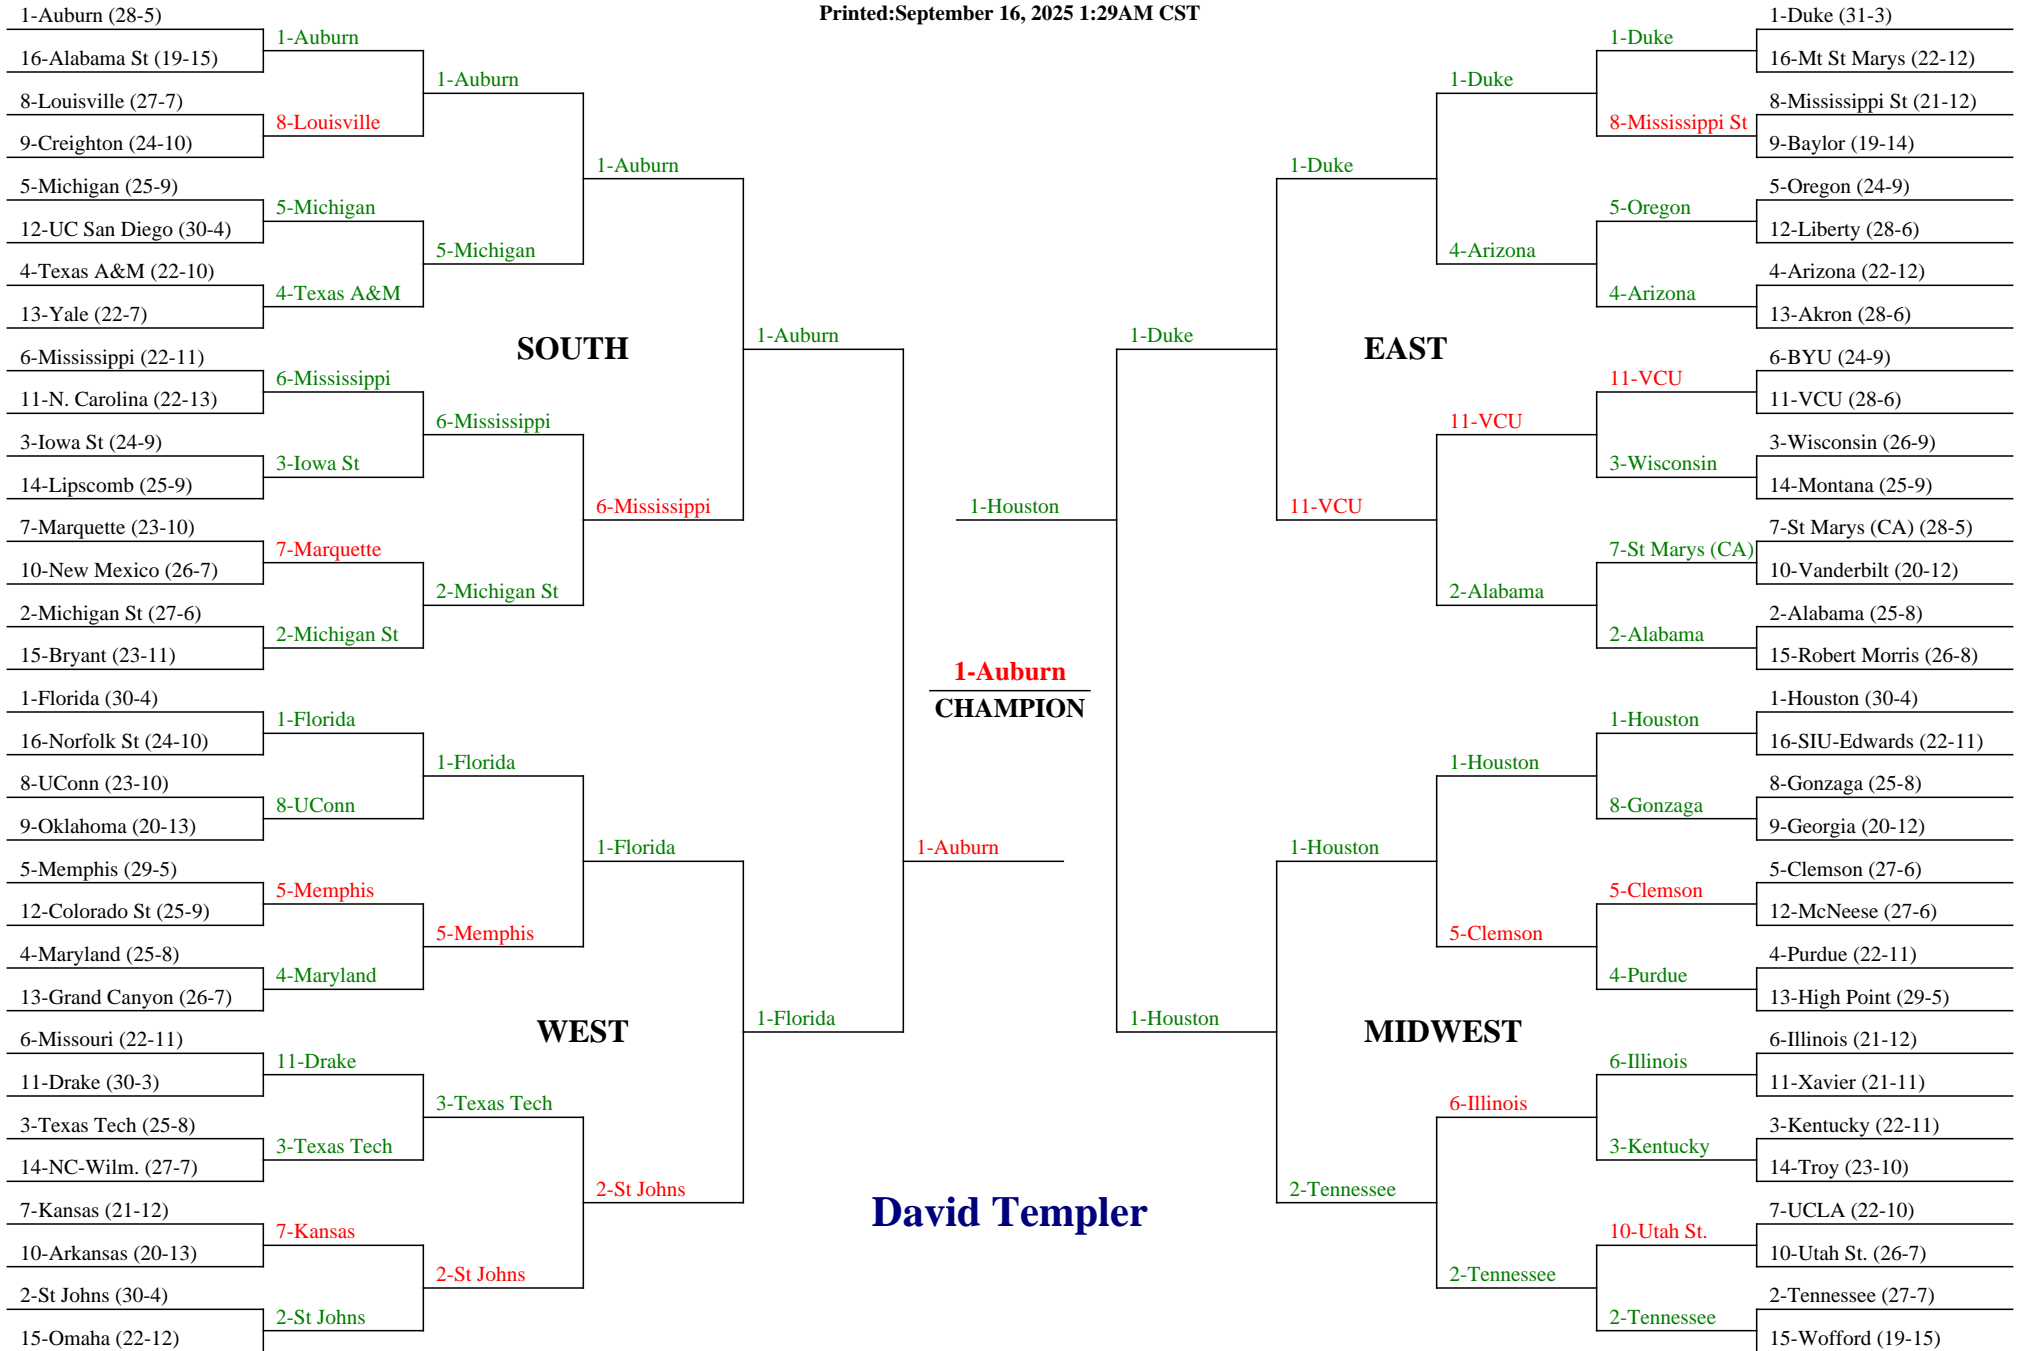 Printed:September 16, 2025 1:29AM CST
1-Auburn (28-5)
16-Alabama St (19-15)
8-Louisville (27-7)
9-Creighton (24-10)
5-Michigan (25-9)
12-UC San Diego (30-4)
4-Texas A&M (22-10)
13-Yale (22-7)
6-Mississippi (22-11)
11-N. Carolina (22-13)
3-Iowa St (24-9)
14-Lipscomb (25-9)
7-Marquette (23-10)
10-New Mexico (26-7)
2-Michigan St (27-6)
15-Bryant (23-11)
1-Florida (30-4)
16-Norfolk St (24-10)
8-UConn (23-10)
9-Oklahoma (20-13)
5-Memphis (29-5)
12-Colorado St (25-9)
4-Maryland (25-8)
13-Grand Canyon (26-7)
6-Missouri (22-11)
11-Drake (30-3)
3-Texas Tech (25-8)
14-NC-Wilm. (27-7)
7-Kansas (21-12)
10-Arkansas (20-13)
2-St Johns (30-4)
15-Omaha (22-12)
1-Auburn
8-Louisville
5-Michigan
4-Texas A&M
6-Mississippi
3-Iowa St
7-Marquette
2-Michigan St
1-Florida
8-UConn
5-Memphis
4-Maryland
11-Drake
3-Texas Tech
7-Kansas
2-St Johns
1-Auburn
5-Michigan
6-Mississippi
2-Michigan St
1-Florida
5-Memphis
3-Texas Tech
2-St Johns
SOUTH
WEST
1-Auburn
6-Mississippi
1-Florida
2-St Johns
1-Auburn
1-Florida
1-Auburn
1-Houston
1-Auburn
CHAMPION
David Templer
1-Duke
1-Houston
1-Duke
11-VCU
1-Houston
2-Tennessee
EAST
MIDWEST
1-Duke
4-Arizona
11-VCU
2-Alabama
1-Houston
5-Clemson
6-Illinois
2-Tennessee
1-Duke
8-Mississippi St
5-Oregon
4-Arizona
11-VCU
3-Wisconsin
7-St Marys (CA)
2-Alabama
1-Houston
8-Gonzaga
5-Clemson
4-Purdue
6-Illinois
3-Kentucky
10-Utah St.
2-Tennessee
1-Duke (31-3)
16-Mt St Marys (22-12)
8-Mississippi St (21-12)
9-Baylor (19-14)
5-Oregon (24-9)
12-Liberty (28-6)
4-Arizona (22-12)
13-Akron (28-6)
6-BYU (24-9)
11-VCU (28-6)
3-Wisconsin (26-9)
14-Montana (25-9)
7-St Marys (CA) (28-5)
10-Vanderbilt (20-12)
2-Alabama (25-8)
15-Robert Morris (26-8)
1-Houston (30-4)
16-SIU-Edwards (22-11)
8-Gonzaga (25-8)
9-Georgia (20-12)
5-Clemson (27-6)
12-McNeese (27-6)
4-Purdue (22-11)
13-High Point (29-5)
6-Illinois (21-12)
11-Xavier (21-11)
3-Kentucky (22-11)
14-Troy (23-10)
7-UCLA (22-10)
10-Utah St. (26-7)
2-Tennessee (27-7)
15-Wofford (19-15)